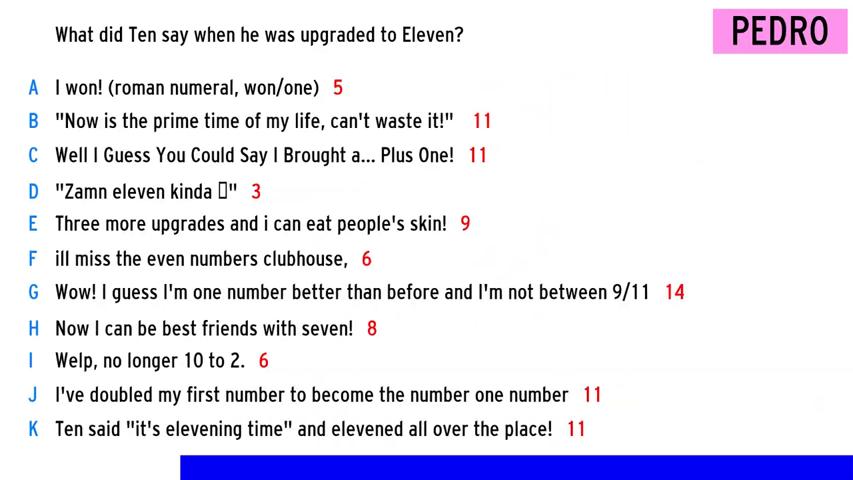 What did Ten say when he was upgraded to Eleven?
PEDRO
A I won! (roman numeral, won/one) 5
B "Now is the prime time of my life, can't waste it!" 11
C Well I Guess You Could Say I Brought a... Plus One! 11
D "Zamn eleven kinda ▯" 3
E Three more upgrades and i can eat people's skin! 9
F ill miss the even numbers clubhouse, 6
G Wow! I guess I'm one number better than before and I'm not between 9/11 14
H Now I can be best friends with seven! 8
I Welp, no longer 10 to 2. 6
J I've doubled my first number to become the number one number 11
K Ten said "it's elevening time" and elevened all over the place! 11